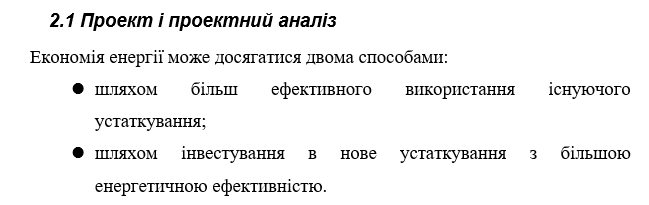 2.1 Проект і проектний аналіз
Економія енергії може досягатися двома способами:
● шляхом більш ефективного використання існуючого
устаткування;
● шляхом інвестування в нове устаткування з більшою
енергетичною ефективністю.